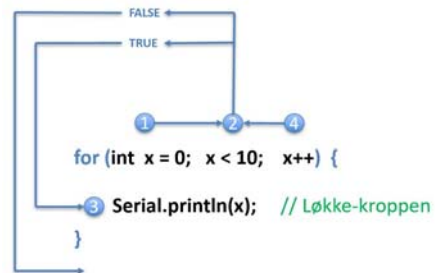 FALSE
TRUE
1 2 4
for (int x = 0; x < 10; x++) {
3 Serial.println(x); // Løkke-kroppen
}